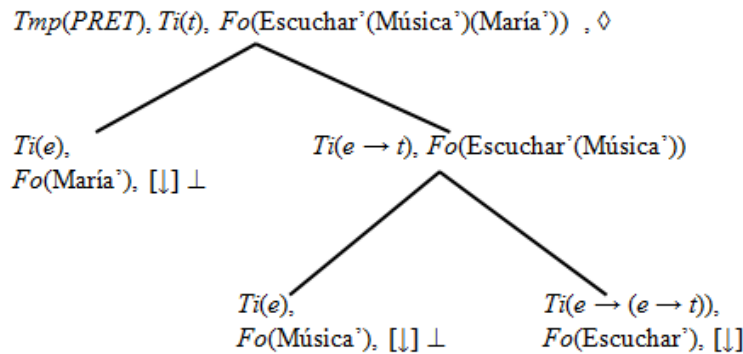 Tmp(PRET), Ti(t), Fo(Escuchar’(Música’)(María’)) , ◊
Ti(e),
Fo(María’), [↓] ⊥
Ti(e → t), Fo(Escuchar’(Música’))
Ti(e),
Fo(Música’), [↓] ⊥
Ti(e → (e → t)),
Fo(Escuchar’), [↓]